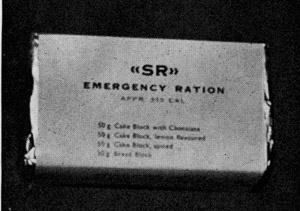 «SR»
EMERGENCY RATION
APPR. CAL
50 g Cake Block with Chocolate
50 g Cake Block, lemon flavoured
50 g Cake Block, spiced
50 g Bread Block